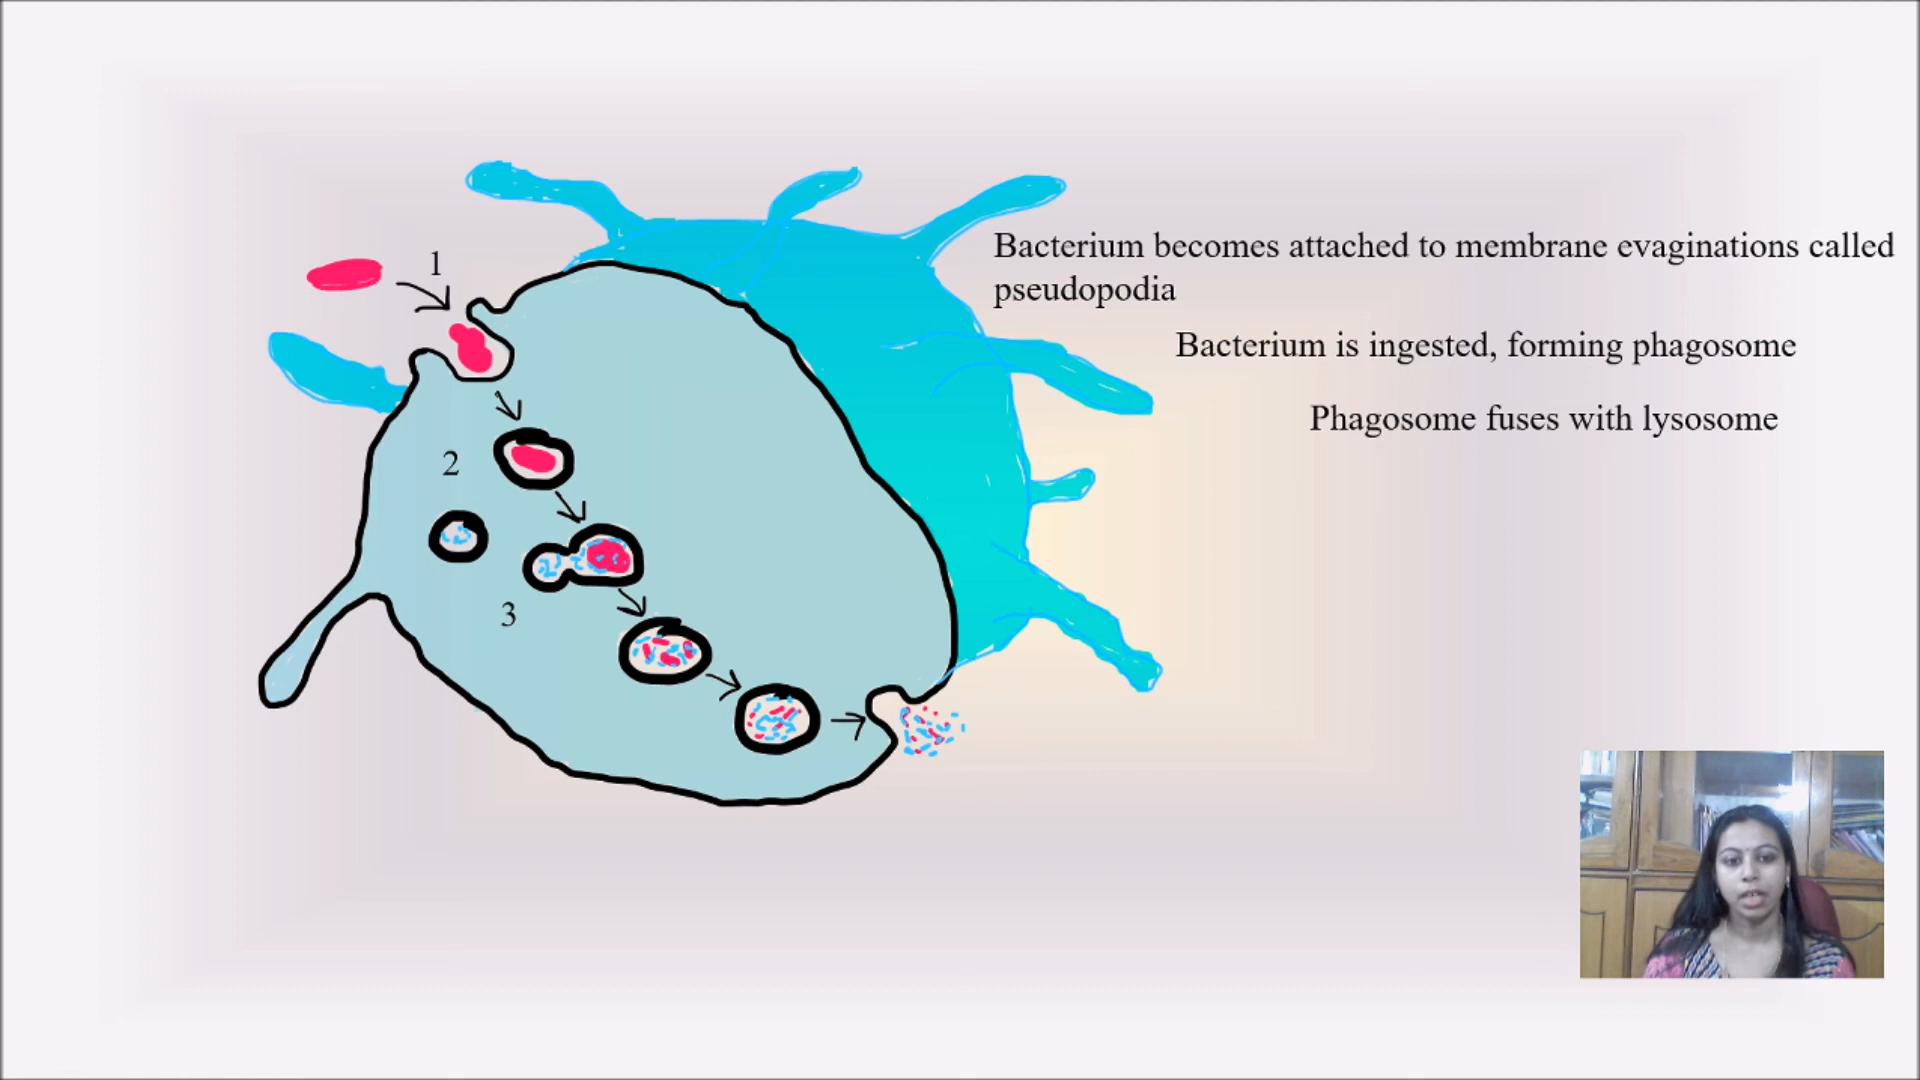 1
Bacterium becomes attached to membrane evaginations called
pseudopodia
Bacterium is ingested, forming phagosome
Phagosome fuses with lysosome
2
3